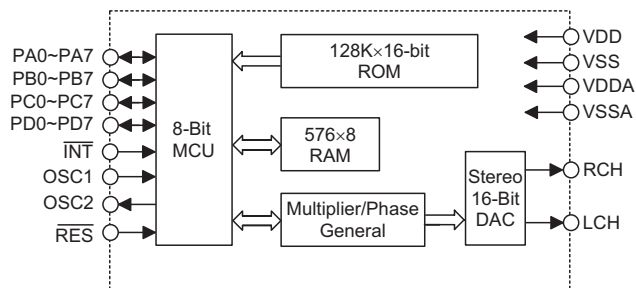 PA0~PA7
PB0~PB7
PC0~PC7
PD0~PD7
INT
OSC1
OSC2
RES
8-Bit
MCU
128K×16-bit
ROM
576×8
RAM
Multiplier/Phase
General
Stereo
16-Bit
DAC
VDD
VSS
VDDA
VSSA
RCH
LCH